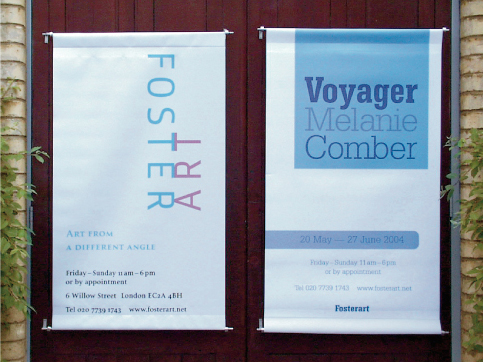 FOSTER
ART
ART FROM
A DIFFERENT ANGLE
Friday–Sunday 11am–6pm
or by appointment
6 Willow Street London EC2A 4BH
Tel 020 7739 1743 www.fosterart.net
Voyager
Melanie
Comber
20 May — 27 June 2004
Friday–Sunday 11am–6pm
or by appointment
Tel 020 7739 1743 www.fosterart.net
Fosterart